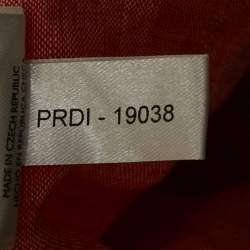 PRDI - 19038
MADE IN CZECH REPUBLIC